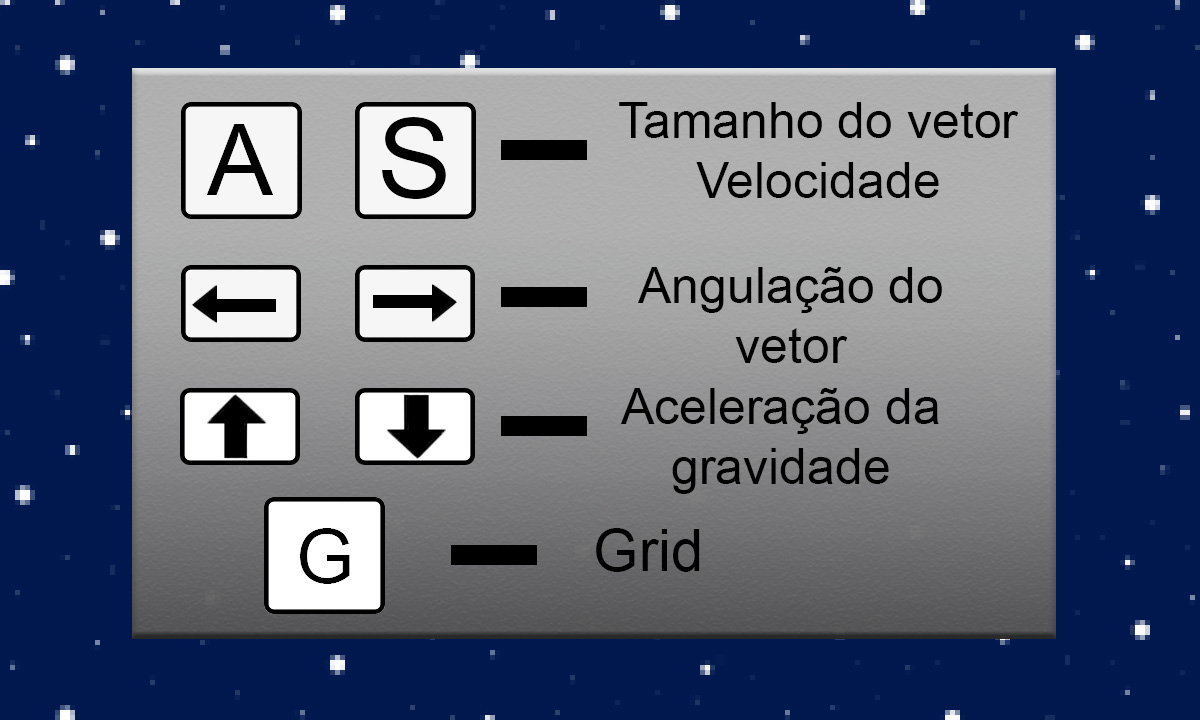 A S Tamanho do vetor
Velocidade
Angulação do
vetor
Aceleração da
gravidade
G Grid